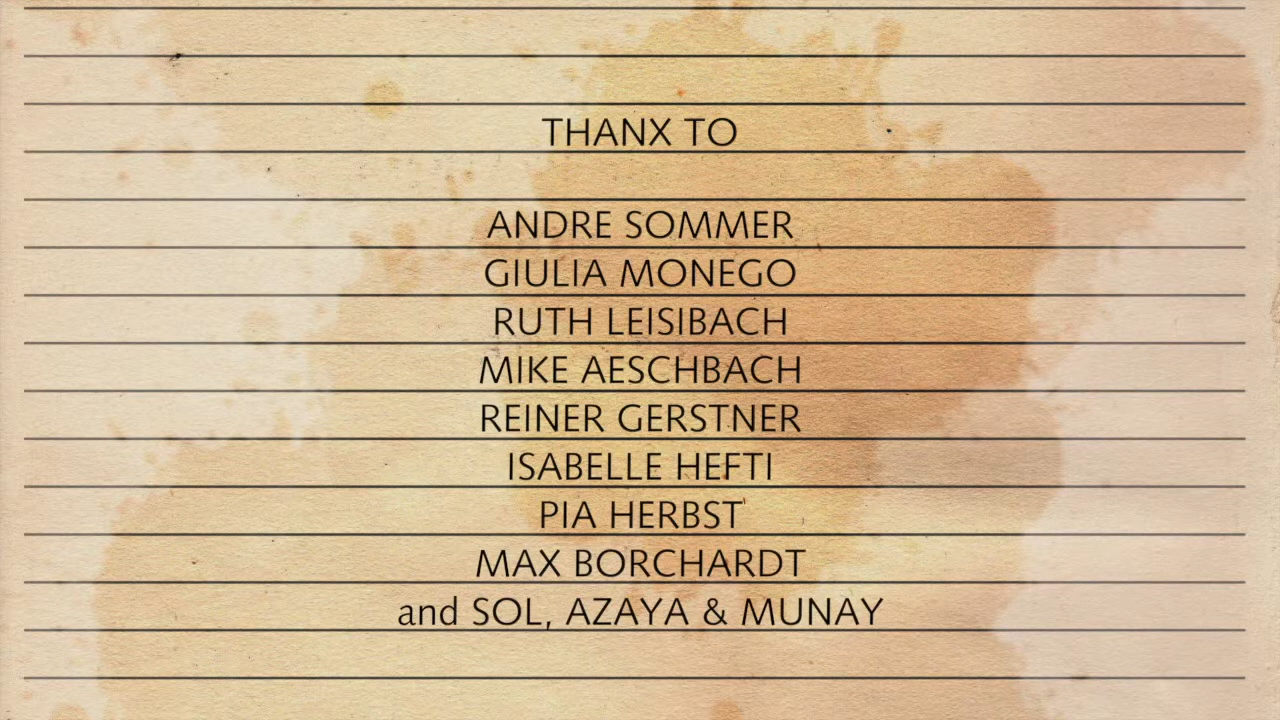 THANX TO
ANDRE SOMMER
GIULIA MONEGO
RUTH LEISIBACH
MIKE AESCHBACH
REINER GERSTNER
ISABELLE HEFTI
PIA HERBST
MAX BORCHARDT
and SOL, AZAYA & MUNAY